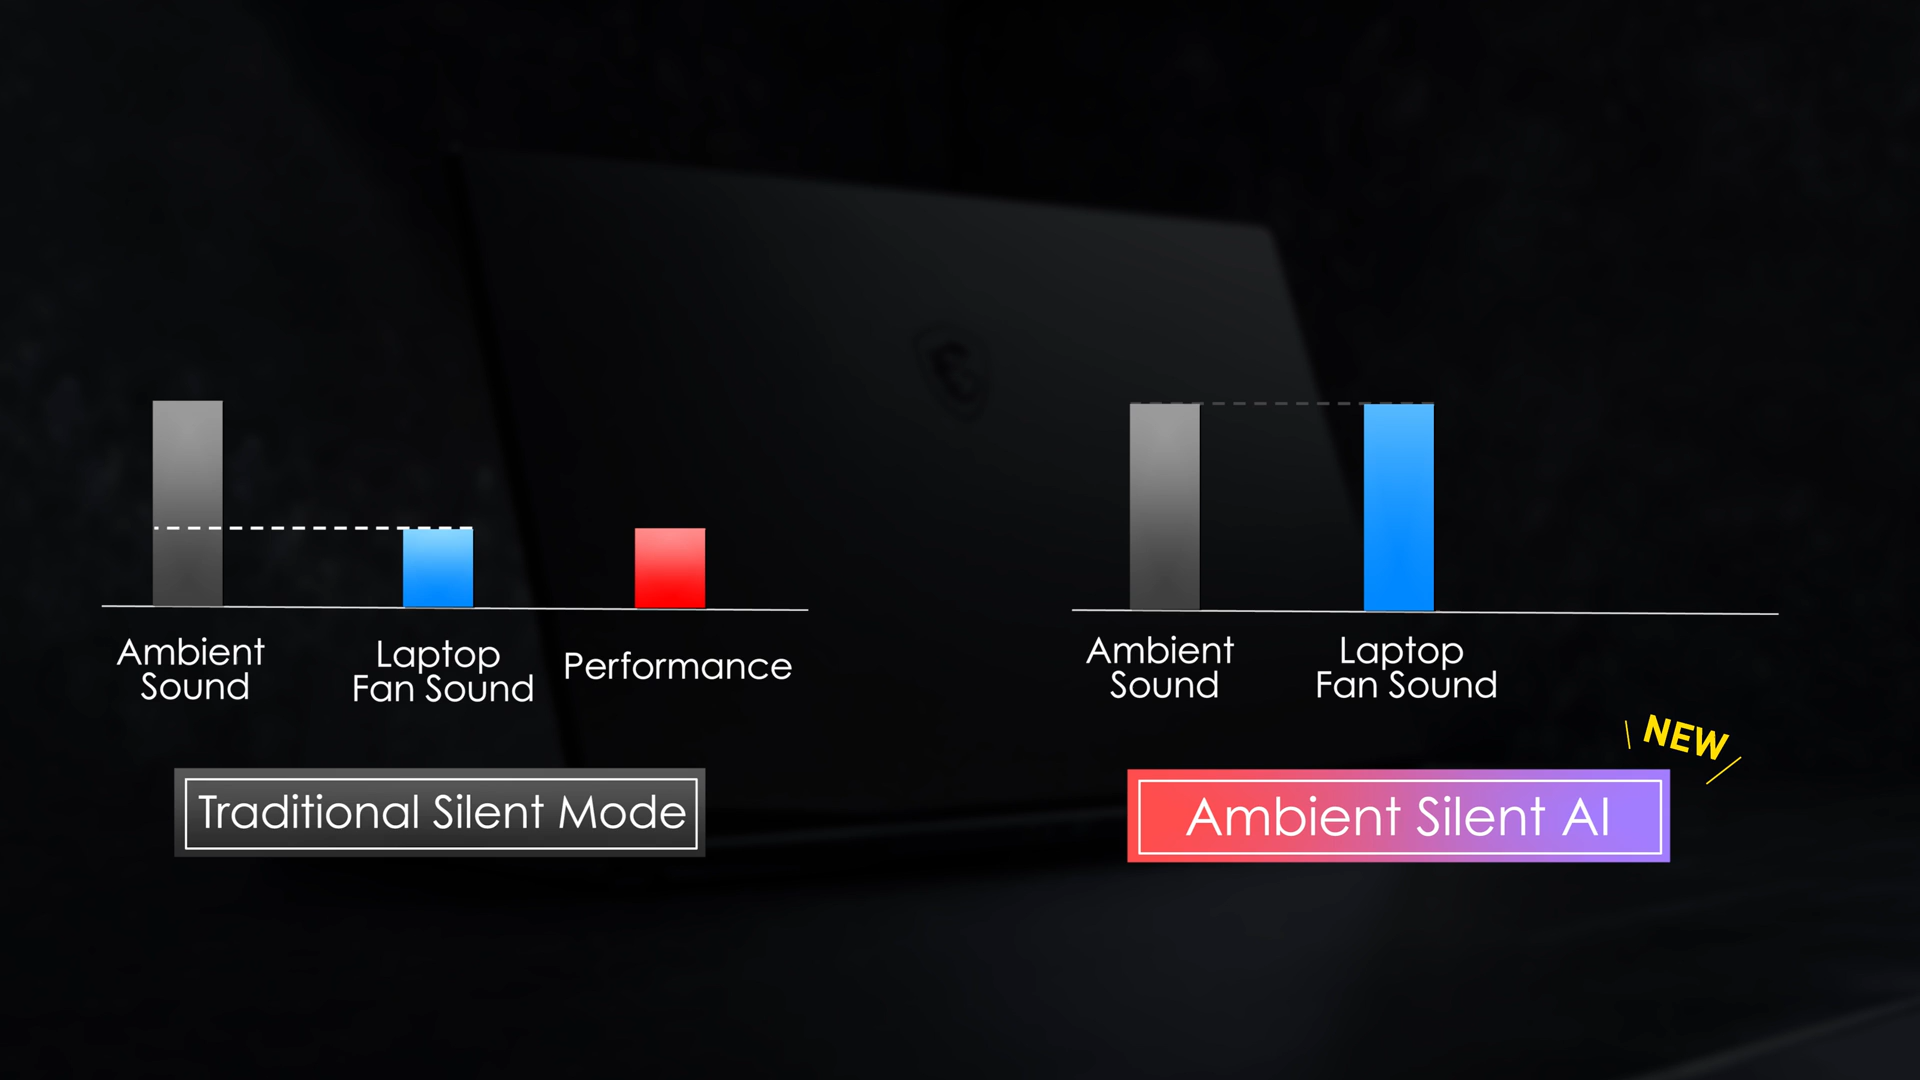 Ambient
Sound
Laptop
Fan Sound
Performance
Traditional Silent Mode
Ambient
Sound
Laptop
Fan Sound
NEW
Ambient Silent AI